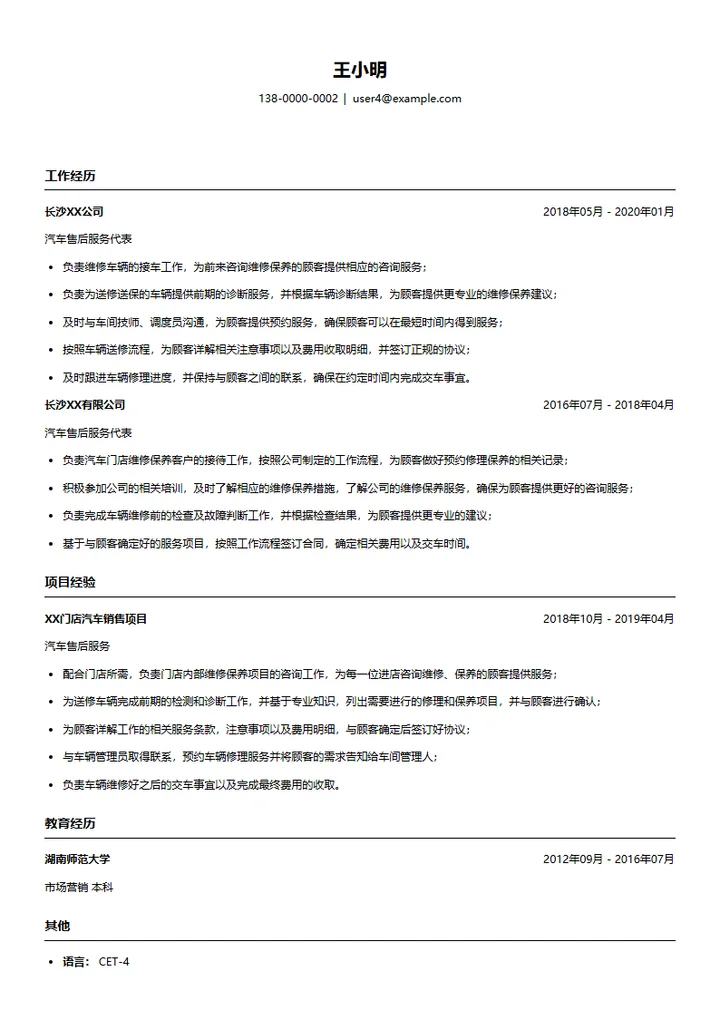 王小明
138-0000-0002 | user4@example.com
工作经历
长沙XX公司 2018年05月 - 2020年01月
汽车售后服务代表
• 负责维修车辆的接车工作，为前来咨询维修保养的顾客提供相应的咨询服务；
• 负责为送修送保的车辆提供前期的诊断服务，并根据车辆诊断结果，为顾客提供更专业的维修保养建议；
• 及时与车间技师、调度员沟通，为顾客提供预约服务，确保顾客可以在最短时间内得到服务；
• 按照车辆送修流程，为顾客详解相关注意事项以及费用收取明细，并签订正规的协议；
• 及时跟进车辆修理进度，并保持与顾客之间的联系，确保在约定时间内完成交车事宜。
长沙XX有限公司 2016年07月 - 2018年04月
汽车售后服务代表
• 负责汽车门店维修保养客户的接待工作，按照公司制定的工作流程，为顾客做好预约修理保养的相关记录；
• 积极参加公司的相关培训，及时了解相应的维修保养措施，了解公司的维修保养服务，确保为顾客提供更好的咨询服务；
• 负责完成车辆维修前的检查及故障判断工作，并根据检查结果，为顾客提供更专业的建议；
• 基于与顾客确定好的服务项目，按照工作流程签订合同，确定相关费用以及交车时间。
项目经验
XX门店汽车销售项目 2018年10月 - 2019年04月
汽车售后服务
• 配合门店所需，负责门店内部维修保养项目的咨询工作，为每一位进店咨询维修、保养的顾客提供服务；
• 为送修车辆完成前期的检测和诊断工作，并基于专业知识，列出需要进行的修理和保养项目，并与顾客进行确认；
• 为顾客详解工作的相关服务条款，注意事项以及费用明细，与顾客确定后签订好协议；
• 与车辆管理员取得联系，预约车辆修理服务并将顾客的需求告知给车间管理人；
• 负责车辆维修好之后的交车事宜以及完成最终费用的收取。
教育经历
湖南师范大学 2012年09月 - 2016年07月
市场营销 本科
其他
• 语言： CET-4